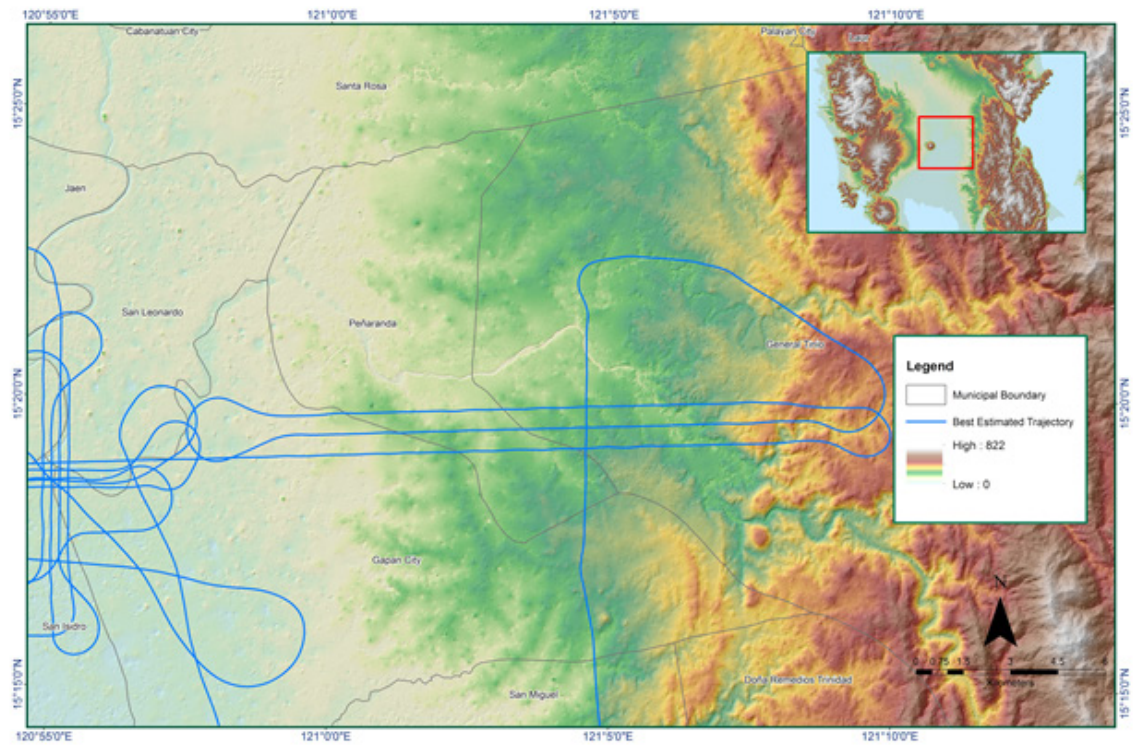 120°55'0"E 121°0'0"E 121°5'0"E 121°10'0"E
Cabanatuan City
Palayan City
Laur
Santa Rosa
15°25'0"N
15°25'0"N
Jaen
San Leonardo
Peñaranda
General Tinio
15°20'0"N
15°20'0"N
Legend
Municipal Boundary
Best Estimated Trajectory
High : 822
Low : 0
Gapan City
N
San Isidro
0 0.75 1.5 3 4.5 6
Kilometers
15°15'0"N
15°15'0"N
San Miguel
Doña Remedios Trinidad
120°55'0"E 121°0'0"E 121°5'0"E 121°10'0"E